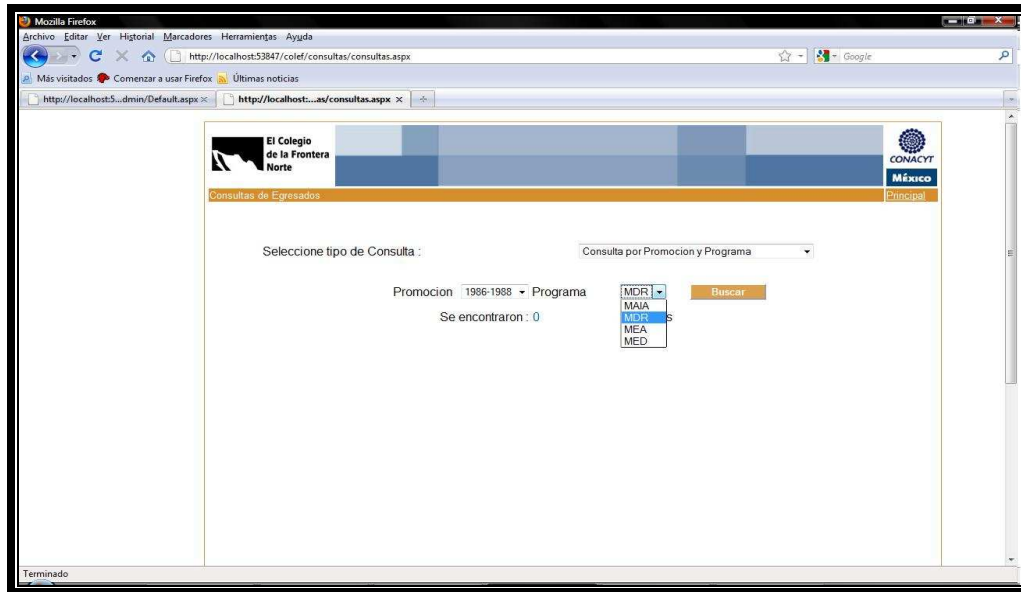 Mozilla Firefox
Archivo Editar Ver Historial Marcadores Herramientas Ayuda
http://localhost:53847/colef/consultas/consultas.aspx
Google
Más visitados Comenzar a usar Firefox Últimas noticias
http://localhost:5...dmin/Default.aspx
http://localhost:...as/consultas.aspx
El Colegio
de la Frontera
Norte
CONACYT
México
Consultas de Egresados
Principal
Seleccione tipo de Consulta :
Consulta por Promocion y Programa
Promocion 1986-1988 Programa MDR Buscar
MAIA
Se encontraron : 0 MDR s
MEA
MED
Terminado